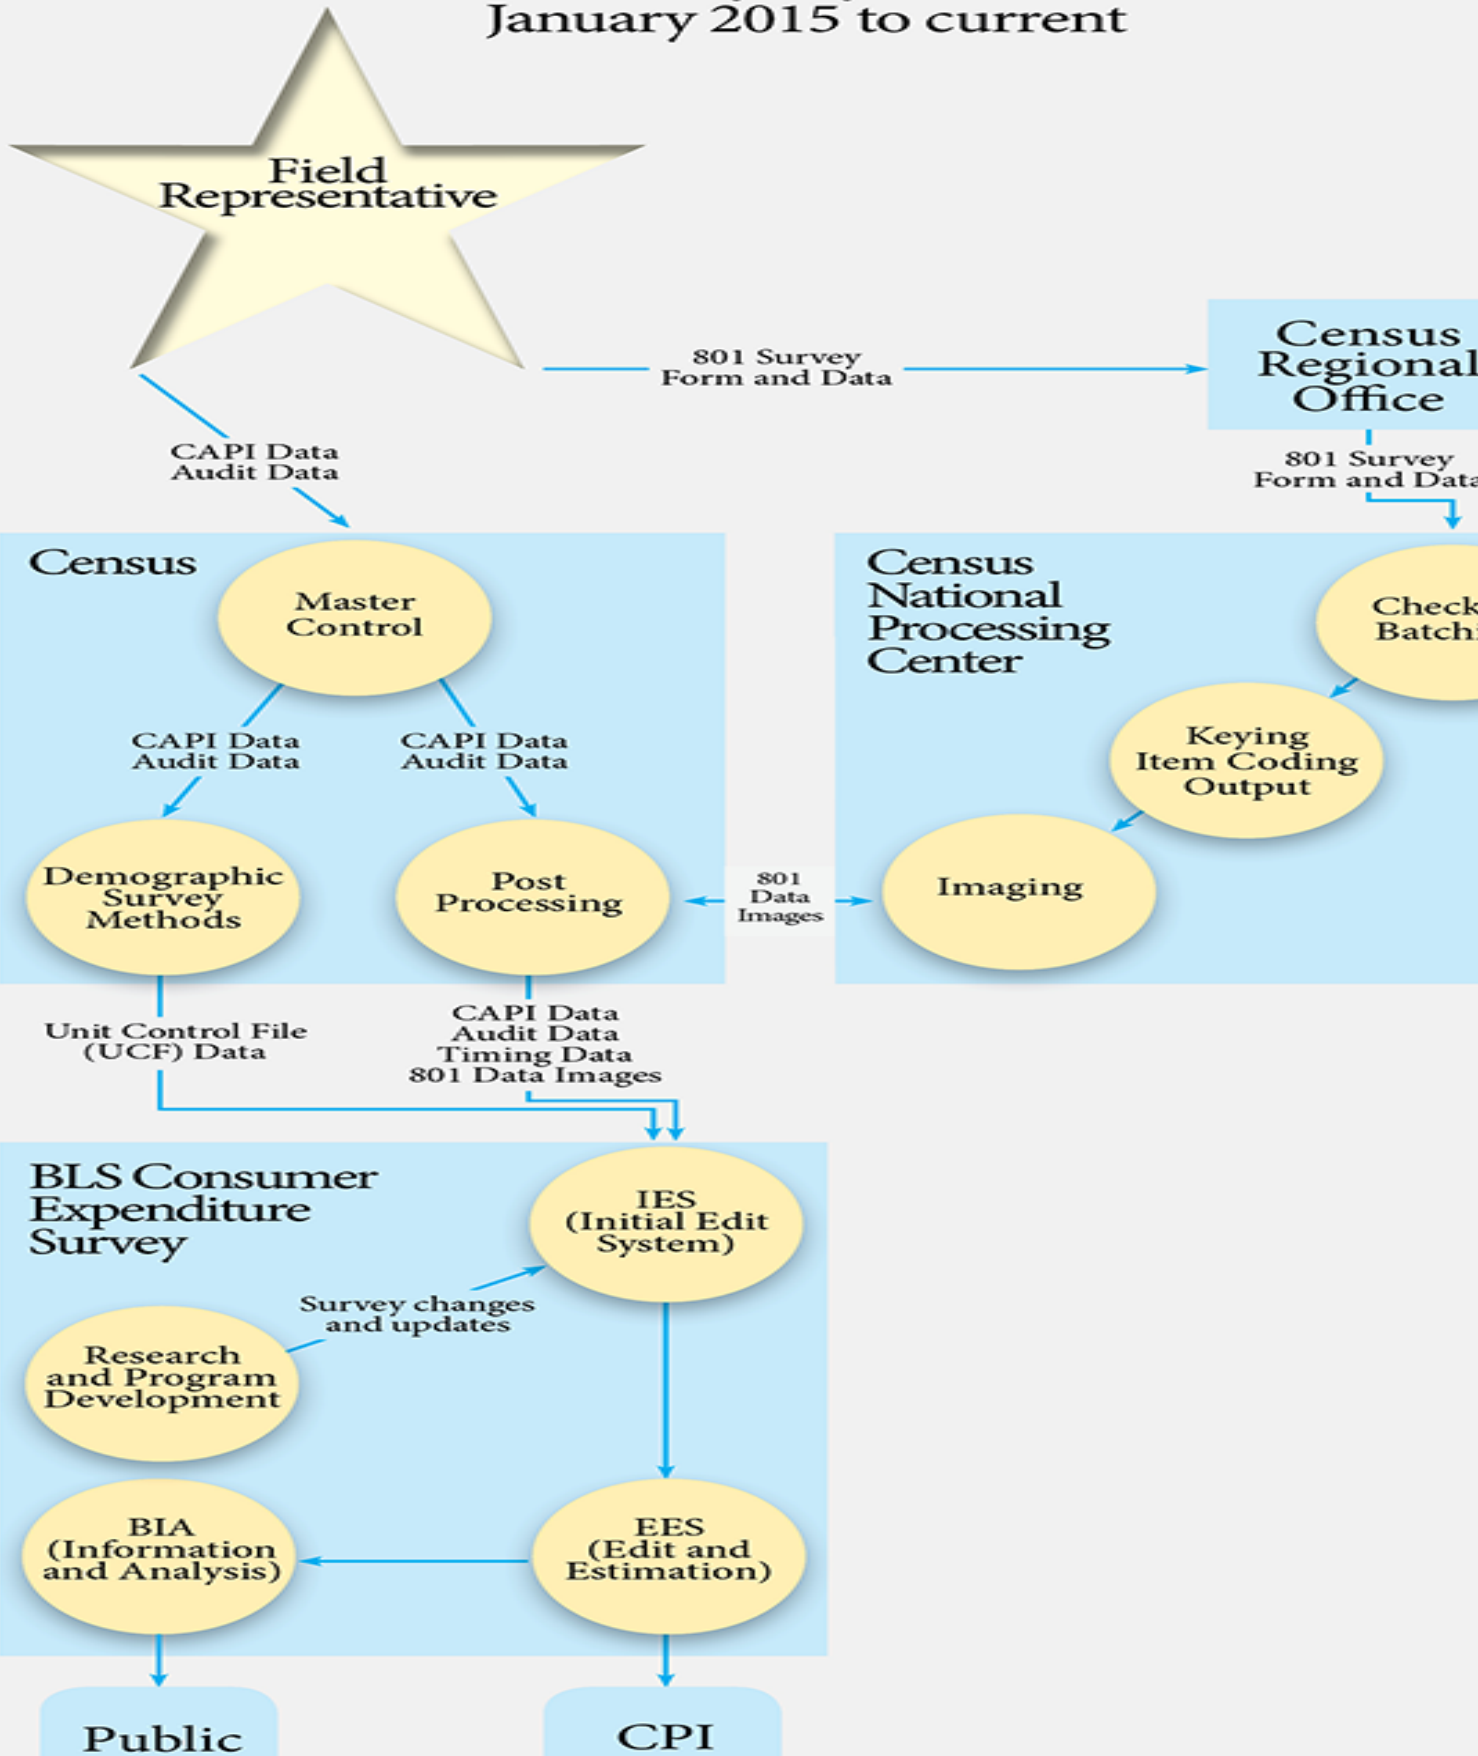 January 2015 to current
Field
Representative
801 Survey
Form and Data
Census
Regional
Office
CAPI Data
Audit Data
801 Survey
Form and Data
Census
Master
Control
CAPI Data
Audit Data
CAPI Data
Audit Data
Demographic
Survey
Methods
Post
Processing
801
Data
Images
Census
National
Processing
Center
Check
Keying
Item Coding
Output
Imaging
Unit Control File
(UCF) Data
CAPI Data
Audit Data
Timing Data
801 Data Images
BLS Consumer
Expenditure
Survey
IES
(Initial Edit
System)
Survey changes
and updates
Research
and Program
Development
BIA
(Information
and Analysis)
EES
(Edit and
Estimation)
Public
CPI